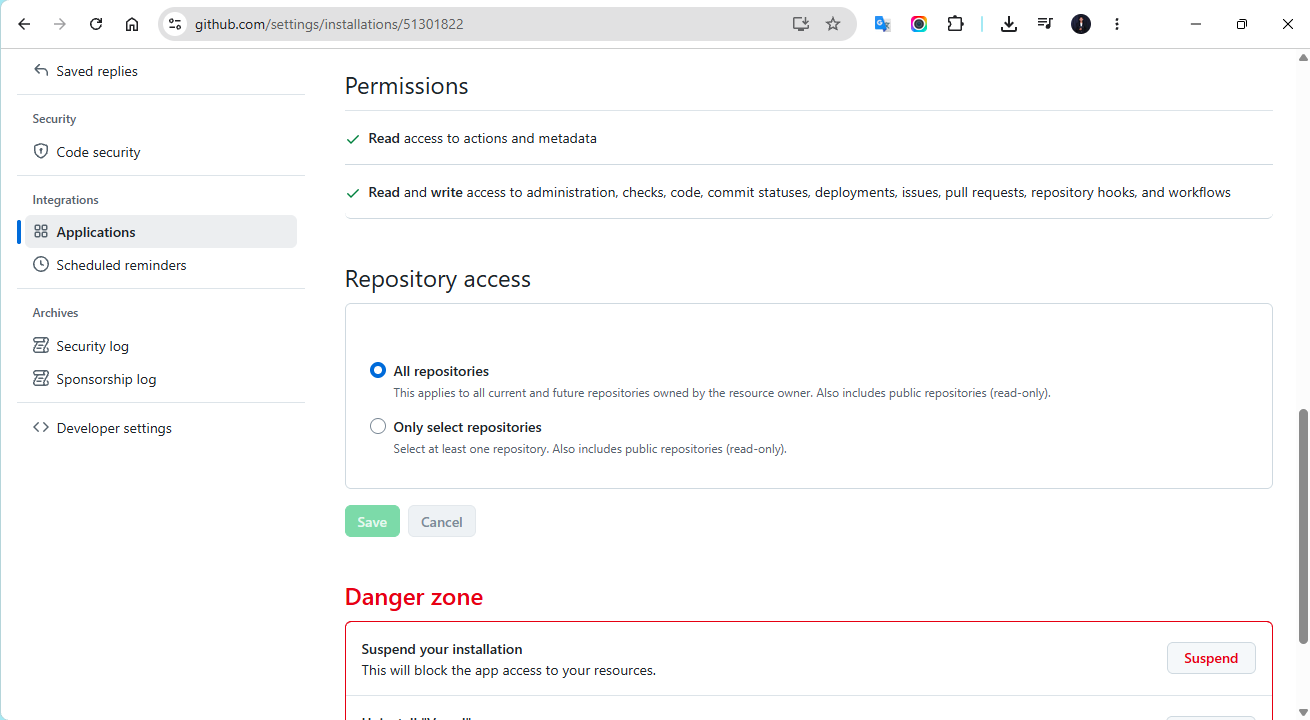 github.com/settings/installations/51301822
Saved replies
Security
Code security
Integrations
Applications
Scheduled reminders
Archives
Security log
Sponsorship log
Developer settings
Permissions
Read access to actions and metadata
Read and write access to administration, checks, code, commit statuses, deployments, issues, pull requests, repository hooks, and workflows
Repository access
All repositories
This applies to all current and future repositories owned by the resource owner. Also includes public repositories (read-only).
Only select repositories
Select at least one repository. Also includes public repositories (read-only).
Save Cancel
Danger zone
Suspend your installation
This will block the app access to your resources.
Suspend